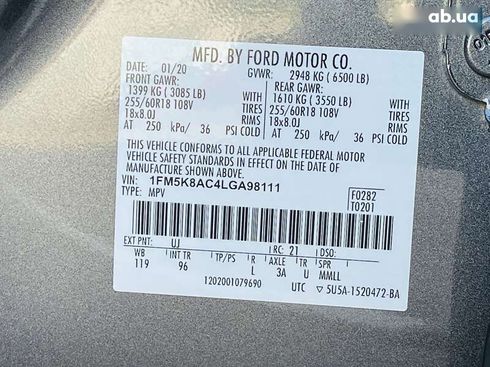 ab.ua
MFD. BY FORD MOTOR CO.
DATE: 01/20 GVWR: 2948 KG ( 6500 LB)
FRONT GAWR: REAR GAWR:
1399 KG ( 3085 LB) 1610 KG ( 3550 LB)
255/60R18 108V TIRES 255/60R18 108V TIRES
18x8.0J RIMS 18x8.0J RIMS
AT 250 kPa/ 36 PSI COLD AT 250 kPa/ 36 PSI COLD
THIS VEHICLE CONFORMS TO ALL APPLICABLE FEDERAL MOTOR
VEHICLE SAFETY AND THEFT PREVENTION STANDARDS IN EFFECT ON THE DATE OF
MANUFACTURE SHOWN ABOVE.
VIN: 1FM5K8AC4LGA98111 F0282
TYPE: MPV T0201
EXT PNT: UJ RC: 21 DSO:
WB INT TR TP/PS R AXLE TR SPR
119 96 L 3A U MMLL
1202001079690 UTC 5U5A-1520472-BA